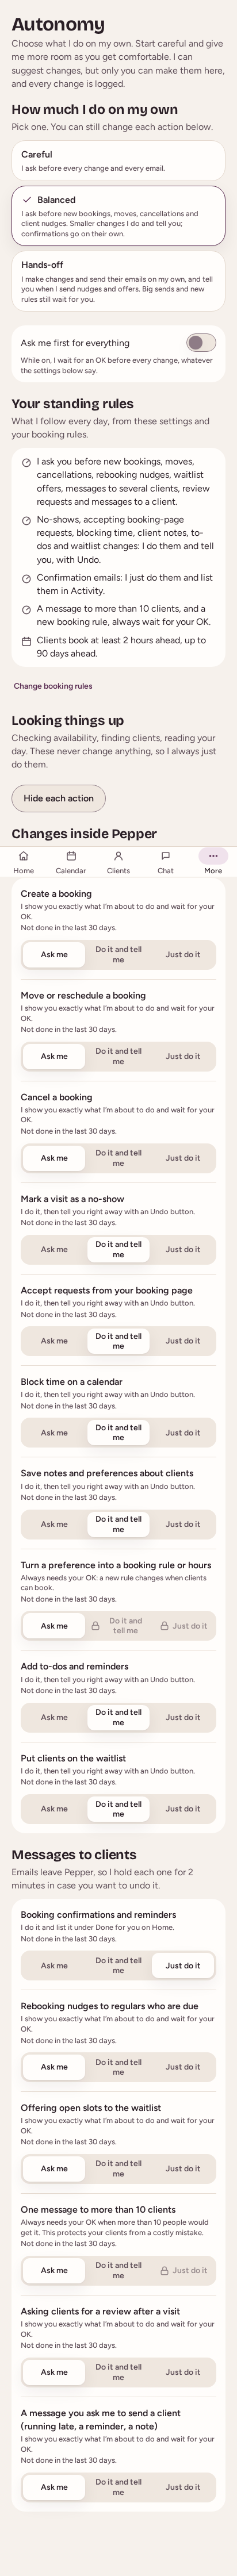 Autonomy
Choose what I do on my own. Start careful and give
me more room as you get comfortable. I can
suggest changes, but only you can make them here,
and every change is logged.
How much I do on my own
Pick one. You can still change each action below.
Careful
I ask before every change and every email.
Balanced
I ask before new bookings, moves, cancellations and
client nudges. Smaller changes I do and tell you;
confirmations go on their own.
Hands-off
I make changes and send their emails on my own, and tell
you when I send nudges and offers. Big sends and new
rules still wait for you.
Ask me first for everything
While on, I wait for an OK before every change, whatever
the settings below say.
Your standing rules
What I follow every day, from these settings and
your booking rules.
I ask you before new bookings, moves,
cancellations, rebooking nudges, waitlist
offers, messages to several clients, review
requests and messages to a client.
No-shows, accepting booking-page
requests, blocking time, client notes, to-
dos and waitlist changes: I do them and tell
you, with Undo.
Confirmation emails: I just do them and list
them in Activity.
A message to more than 10 clients, and a
new booking rule, always wait for your OK.
Clients book at least 2 hours ahead, up to
90 days ahead.
Change booking rules
Looking things up
Checking availability, finding clients, reading your
day. These never change anything, so I always just
do them.
Hide each action
Changes inside Pepper
Home
Calendar
Clients
Chat
More
Create a booking
I show you exactly what I'm about to do and wait for your
OK.
Not done in the last 30 days.
Ask me
Do it and tell
me
Just do it
Move or reschedule a booking
I show you exactly what I'm about to do and wait for your
OK.
Not done in the last 30 days.
Ask me
Do it and tell
me
Just do it
Cancel a booking
I show you exactly what I'm about to do and wait for your
OK.
Not done in the last 30 days.
Ask me
Do it and tell
me
Just do it
Mark a visit as a no-show
I do it, then tell you right away with an Undo button.
Not done in the last 30 days.
Ask me
Do it and tell
me
Just do it
Accept requests from your booking page
I do it, then tell you right away with an Undo button.
Not done in the last 30 days.
Ask me
Do it and tell
me
Just do it
Block time on a calendar
I do it, then tell you right away with an Undo button.
Not done in the last 30 days.
Ask me
Do it and tell
me
Just do it
Save notes and preferences about clients
I do it, then tell you right away with an Undo button.
Not done in the last 30 days.
Ask me
Do it and tell
me
Just do it
Turn a preference into a booking rule or hours
Always needs your OK: a new rule changes when clients
can book.
Not done in the last 30 days.
Ask me
Do it and
tell me
Just do it
Add to-dos and reminders
I do it, then tell you right away with an Undo button.
Not done in the last 30 days.
Ask me
Do it and tell
me
Just do it
Put clients on the waitlist
I do it, then tell you right away with an Undo button.
Not done in the last 30 days.
Ask me
Do it and tell
me
Just do it
Messages to clients
Emails leave Pepper, so I hold each one for 2
minutes in case you want to undo it.
Booking confirmations and reminders
I do it and list it under Done for you on Home.
Not done in the last 30 days.
Ask me
Do it and tell
me
Just do it
Rebooking nudges to regulars who are due
I show you exactly what I'm about to do and wait for your
OK.
Not done in the last 30 days.
Ask me
Do it and tell
me
Just do it
Offering open slots to the waitlist
I show you exactly what I'm about to do and wait for your
OK.
Not done in the last 30 days.
Ask me
Do it and tell
me
Just do it
One message to more than 10 clients
Always needs your OK when more than 10 people would
get it. This protects your clients from a costly mistake.
Not done in the last 30 days.
Ask me
Do it and tell
me
Just do it
Asking clients for a review after a visit
I show you exactly what I'm about to do and wait for your
OK.
Not done in the last 30 days.
Ask me
Do it and tell
me
Just do it
A message you ask me to send a client
(running late, a reminder, a note)
I show you exactly what I'm about to do and wait for your
OK.
Not done in the last 30 days.
Ask me
Do it and tell
me
Just do it